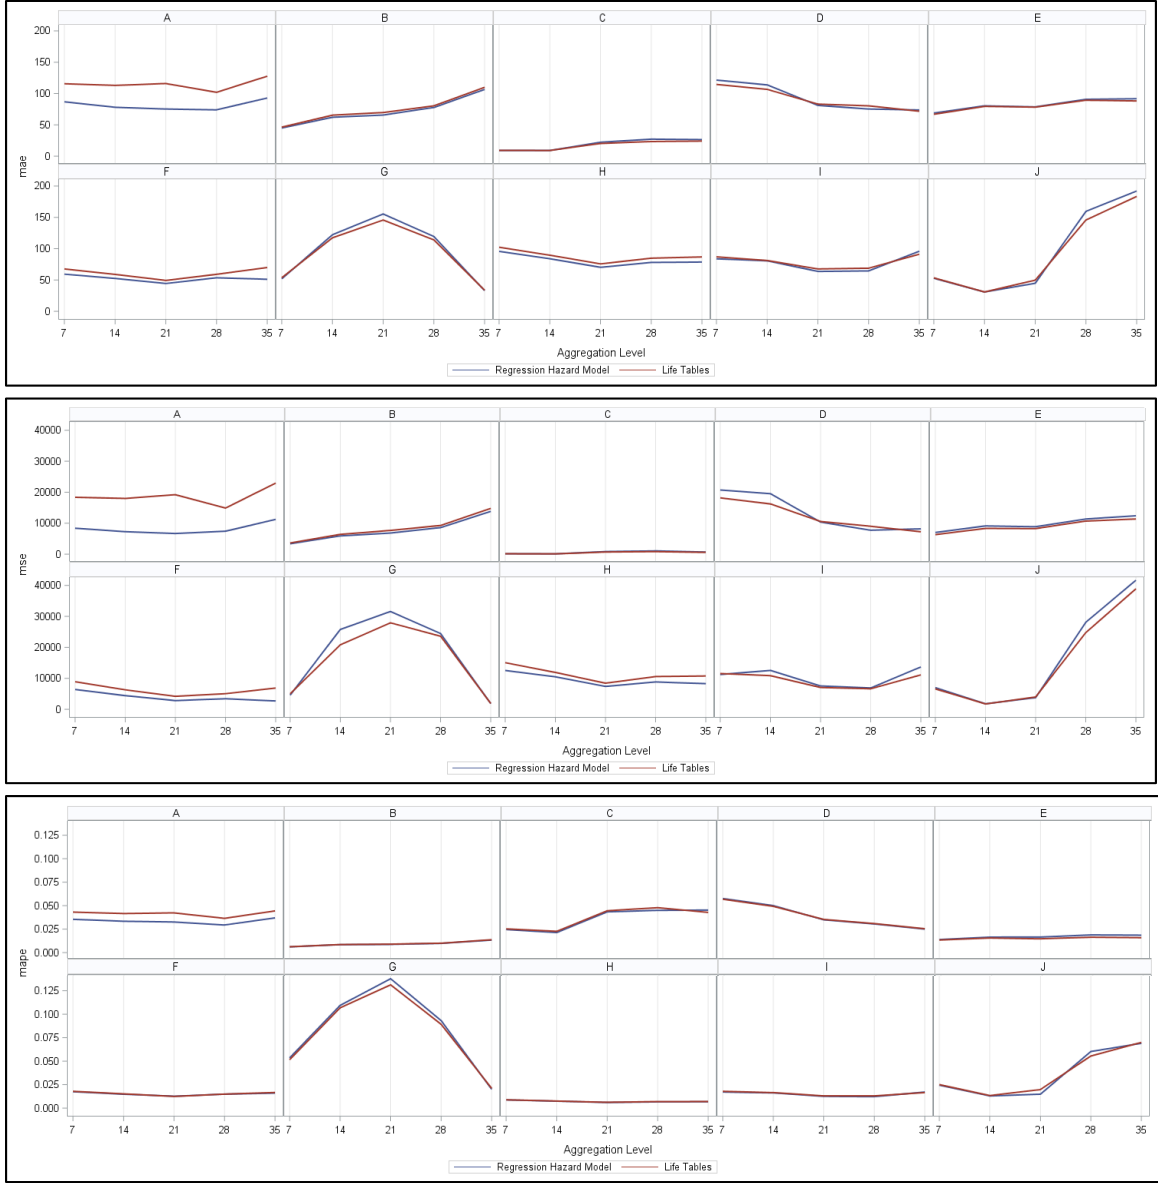 A B C D E
200
150
100
50
0
mae
F G H I J
200
150
100
50
0
7 14 21 28 35 7 14 21 28 35 7 14 21 28 35 7 14 21 28 35 7 14 21 28 35
Aggregation Level
Regression Hazard Model Life Tables
A B C D E
40000
30000
20000
10000
0
mse
F G H I J
40000
30000
20000
10000
0
7 14 21 28 35 7 14 21 28 35 7 14 21 28 35 7 14 21 28 35 7 14 21 28 35
Aggregation Level
Regression Hazard Model Life Tables
A B C D E
0.125
0.100
0.075
0.050
0.025
0.000
mape
F G H I J
0.125
0.100
0.075
0.050
0.025
0.000
7 14 21 28 35 7 14 21 28 35 7 14 21 28 35 7 14 21 28 35 7 14 21 28 35
Aggregation Level
Regression Hazard Model Life Tables